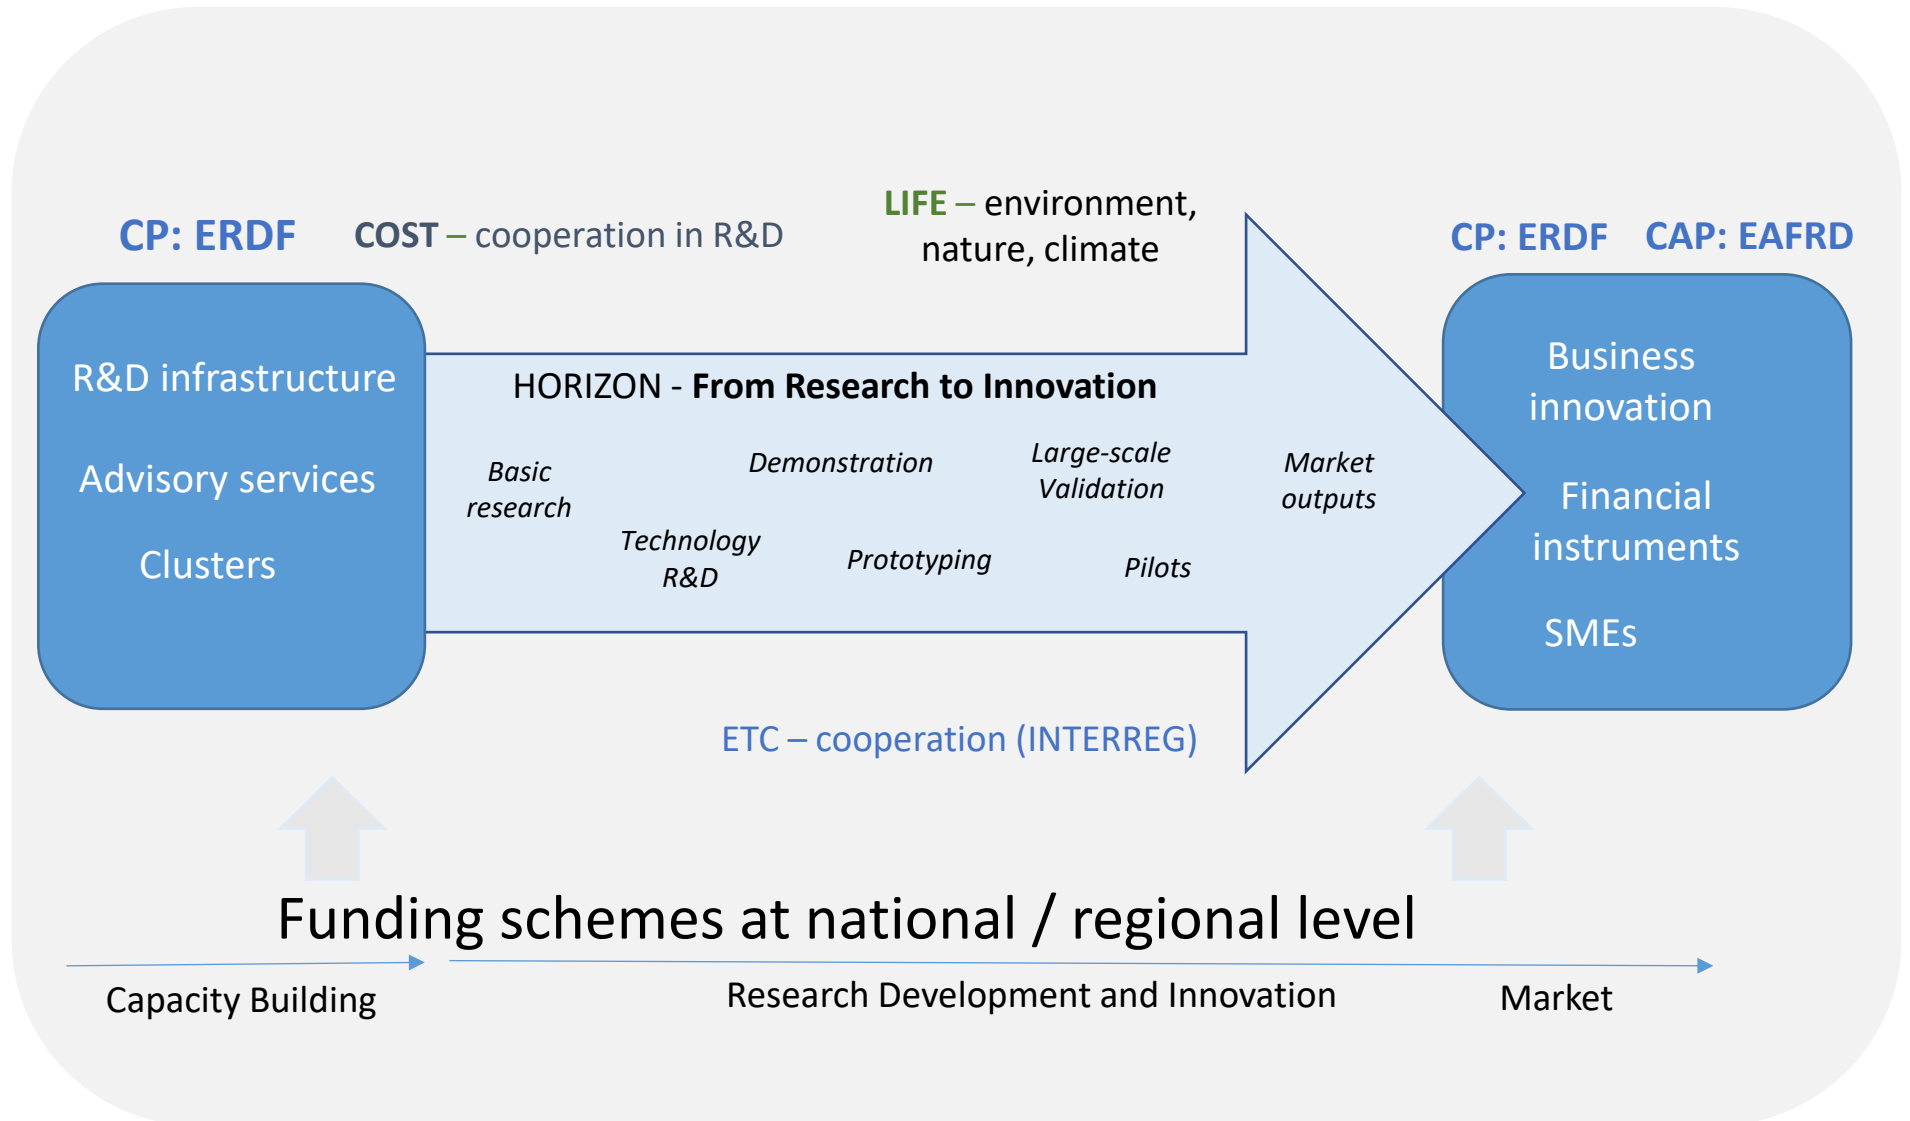 LIFE – environment,
nature, climate
CP: ERDF
COST – cooperation in R&D
CP: ERDF
CAP: EAFRD
R&D infrastructure
Advisory services
Clusters
HORIZON - From Research to Innovation
Basic
research
Technology
R&D
Demonstration
Prototyping
Large-scale
Validation
Pilots
Market
outputs
Business
innovation
Financial
instruments
SMEs
ETC – cooperation (INTERREG)
Funding schemes at national / regional level
Capacity Building
Research Development and Innovation
Market